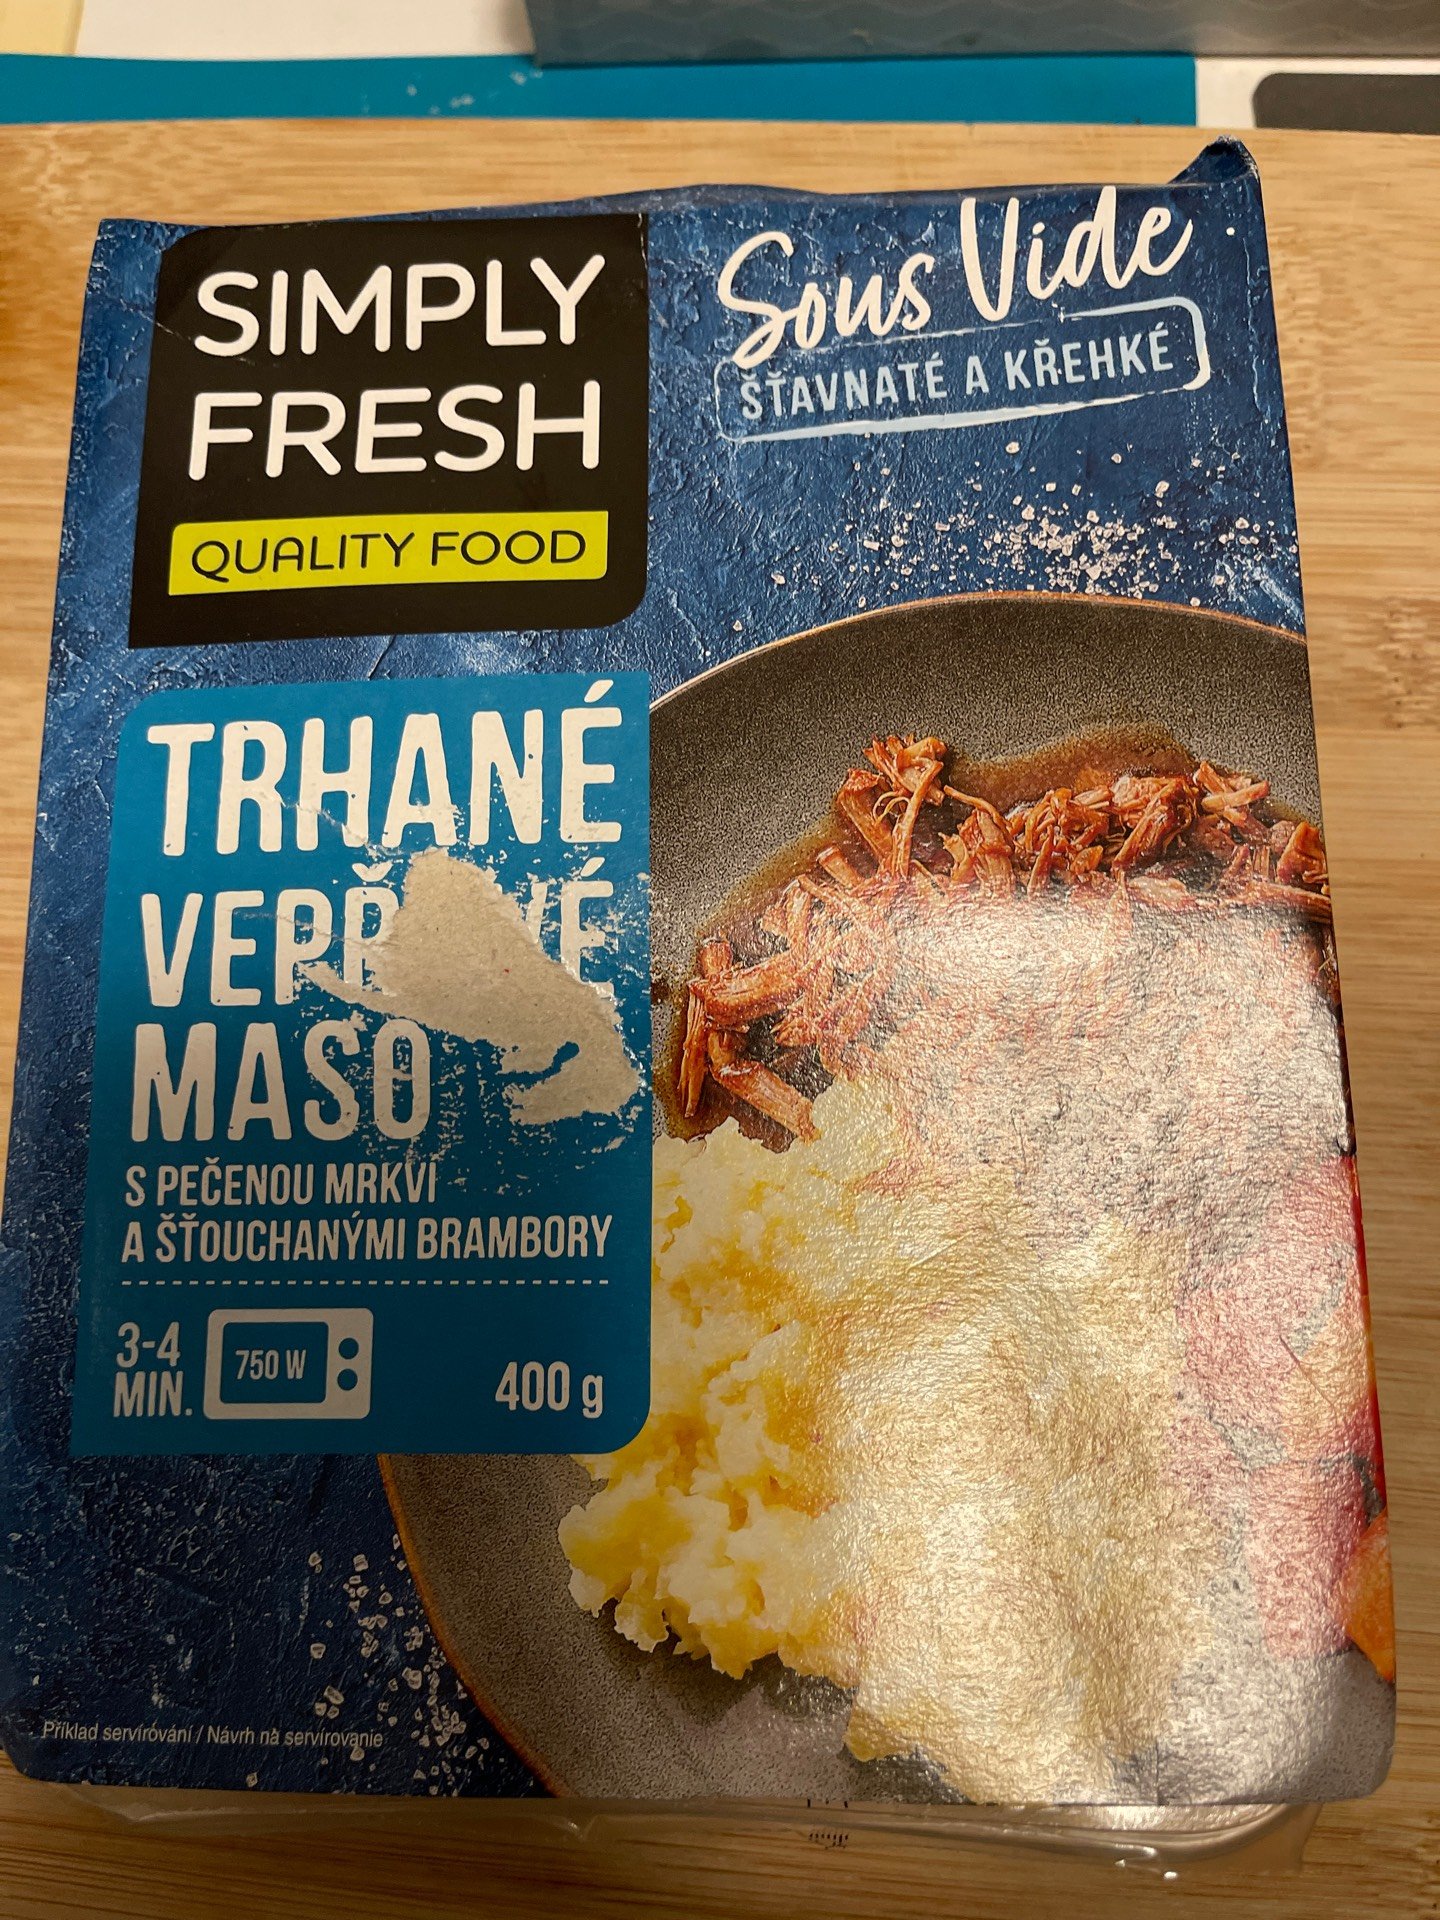 SIMPLY
FRESH
QUALITY FOOD
Sous Vide
ŠŤAVNATÉ A KŘEHKÉ
TRHANÉ
MASO
S PEČENOU MRKVÍ
A ŠŤOUCHANÝMI BRAMBORY
3-4
MIN.
750 W
400 g
Příklad servírování / Návrh na servírovanie